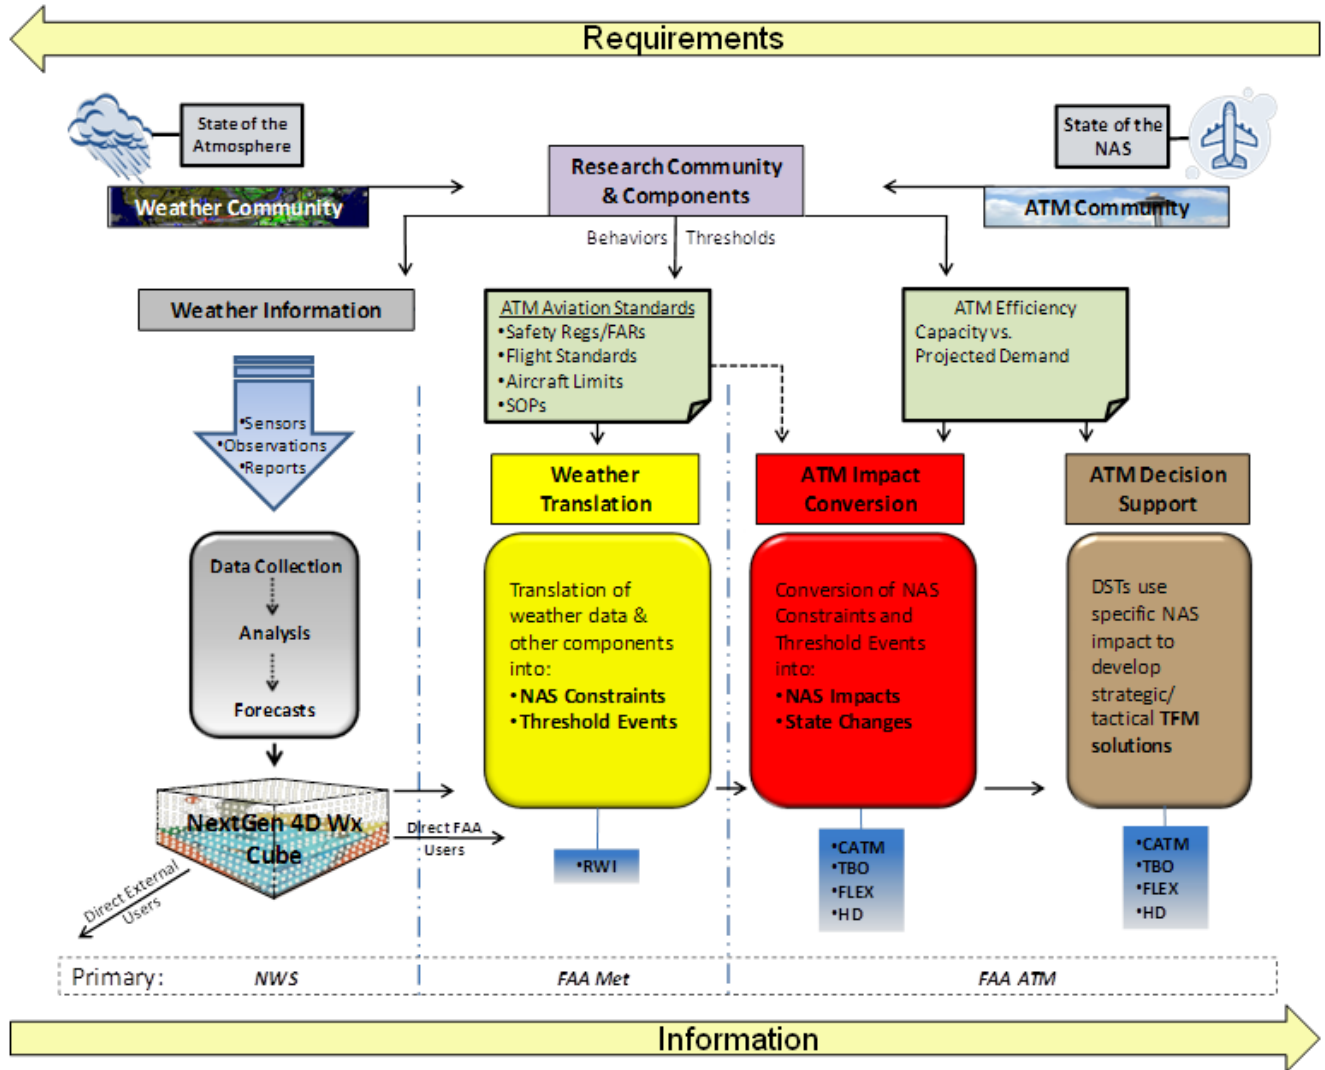 Requirements
State of the
Atmosphere
State of the
NAS
Research Community
& Components
Weather Community
ATM Community
Behaviors
Thresholds
Weather Information
ATM Aviation Standards
•Safety Regs/FARs
•Flight Standards
•Aircraft Limits
•SOPs
ATM Efficiency
Capacity vs.
Projected Demand
•Sensors
•Observations
•Reports
Weather
Translation
ATM Impact
Conversion
ATM Decision
Support
Data Collection
Analysis
Forecasts
Translation of
weather data &
other components
into:
•NAS Constraints
•Threshold Events
Conversion of NAS
Constraints and
Threshold Events
into:
•NAS Impacts
•State Changes
DSTs use
specific NAS
impact to
develop
strategic/
tactical TFM
solutions
NextGen 4D Wx
Cube
Direct FAA
Users
Direct External
Users
•RWI
•CATM
•TBO
•FLEX
•HD
•CATM
•TBO
•FLEX
•HD
Primary:
NWS
FAA Met
FAA ATM
Information